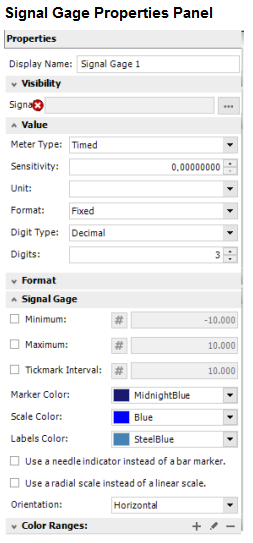 Signal Gage Properties Panel
Properties
Display Name: Signal Gage 1
Visibility
Signa ...
Value
Meter Type: Timed
Sensitivity: 0,00000000
Unit:
Format: Fixed
Digit Type: Decimal
Digits: 3
Format
Signal Gage
Minimum: # -10.000
Maximum: # 10.000
Tickmark Interval: # 10.000
Marker Color: MidnightBlue
Scale Color: Blue
Labels Color: SteelBlue
Use a needle indicator instead of a bar marker.
Use a radial scale instead of a linear scale.
Orientation: Horizontal
Color Ranges: